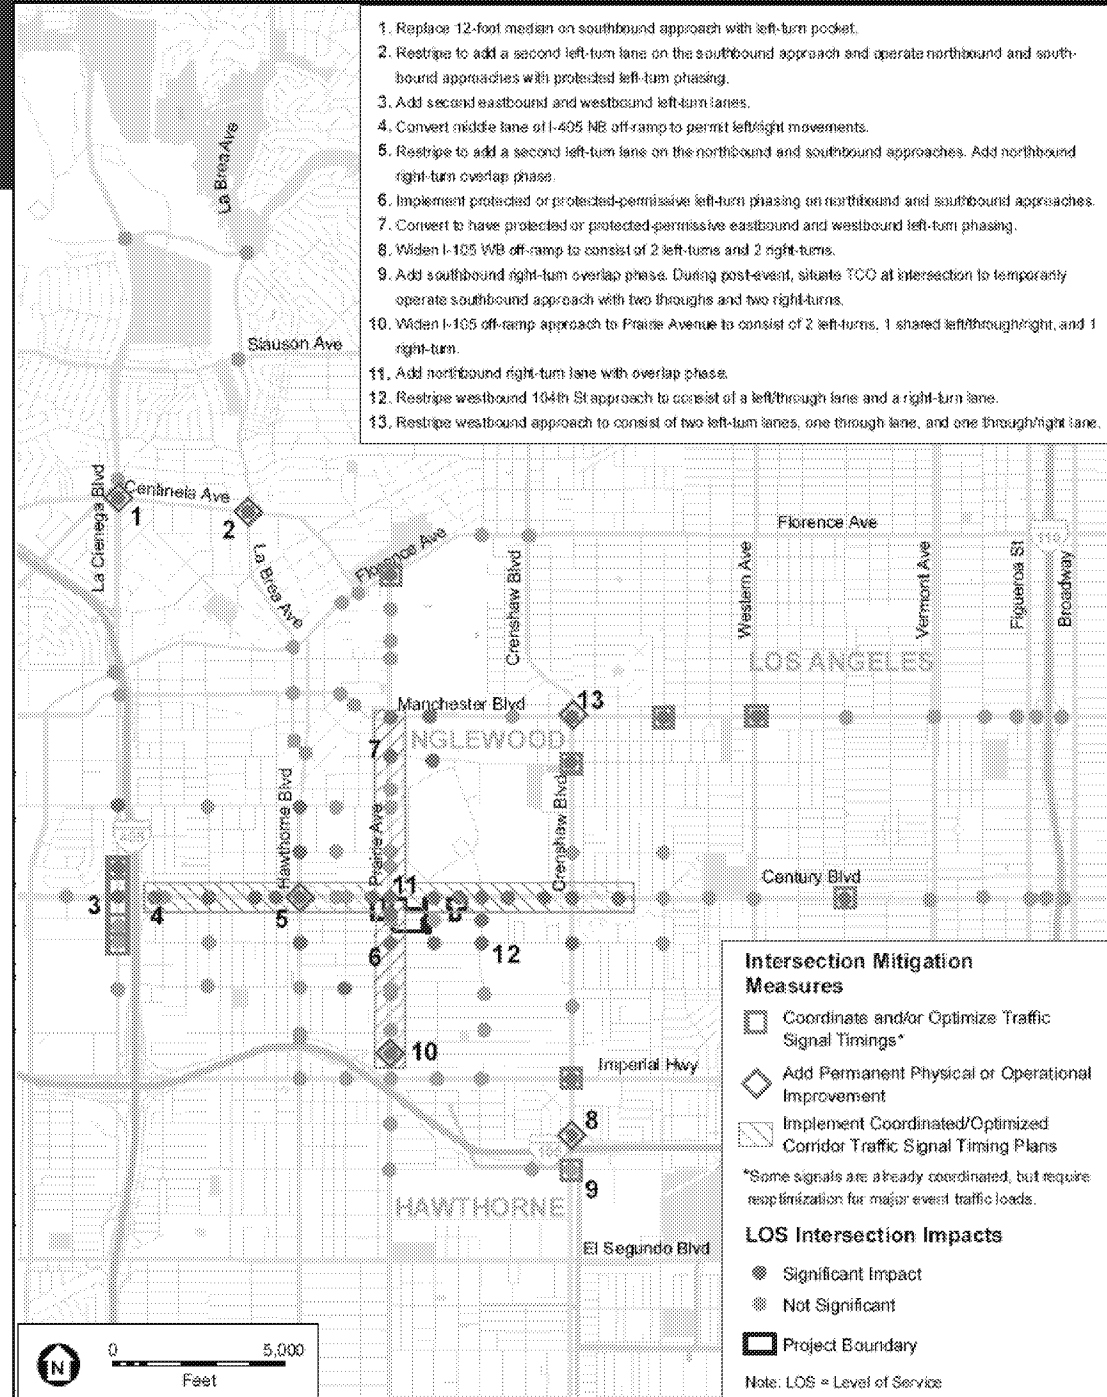 1. Replace 12-foot median on southbound approach with left-turn pocket.
2. Restripe to add a second left-turn lane on the southbound approach and operate northbound and south-
bound approaches with protected left-turn phasing.
3. Add second eastbound and westbound left-turn lanes.
4. Convert middle lane of I-405 NB off-ramp to permit left/right movements.
5. Restripe to add a second left-turn lane on the northbound and southbound approaches. Add northbound
right-turn overlap phase.
6. Implement protected or protected-permissive left-turn phasing on northbound and southbound approaches.
7. Convert to have protected or protected-permissive eastbound and westbound left-turn phasing.
8. Widen I-105 WB off-ramp to consist of 2 left-turns and 2 right-turns.
9. Add southbound right-turn overlap phase. During post-event, situate TCO at intersection to temporarily
operate southbound approach with two throughs and two right-turns.
10. Widen I-105 off-ramp approach to Prairie Avenue to consist of 2 left-turns, 1 shared left/through/right, and 1
right-turn.
11. Add northbound right-turn lane with overlap phase.
12. Restripe westbound 104th St approach to consist of a left/through lane and a right-turn lane.
13. Restripe westbound approach to consist of two left-turn lanes, one through lane, and one through/right lane.
La Brea Ave
Slauson Ave
La Cienega Blvd
Centinela Ave
1
2
La Brea Ave
Florence Ave
Florence Ave
Crenshaw Blvd
Western Ave
Vermont Ave
Figueroa St
110
Broadway
LOS ANGELES
Manchester Blvd
13
NGLEWOOD
7
Hawthorne Blvd
Prairie Ave
Crenshaw Blvd
405
Century Blvd
3
4
5
11
6
12
10
Imperial Hwy
8
105
9
HAWTHORNE
El Segundo Blvd
Intersection Mitigation
Measures
Coordinate and/or Optimize Traffic
Signal Timings*
Add Permanent Physical or Operational
Improvement
Implement Coordinated/Optimized
Corridor Traffic Signal Timing Plans
*Some signals are already coordinated, but require
reoptimization for major event traffic loads.
LOS Intersection Impacts
Significant Impact
Not Significant
Project Boundary
Note: LOS = Level of Service
N
0 5,000
Feet